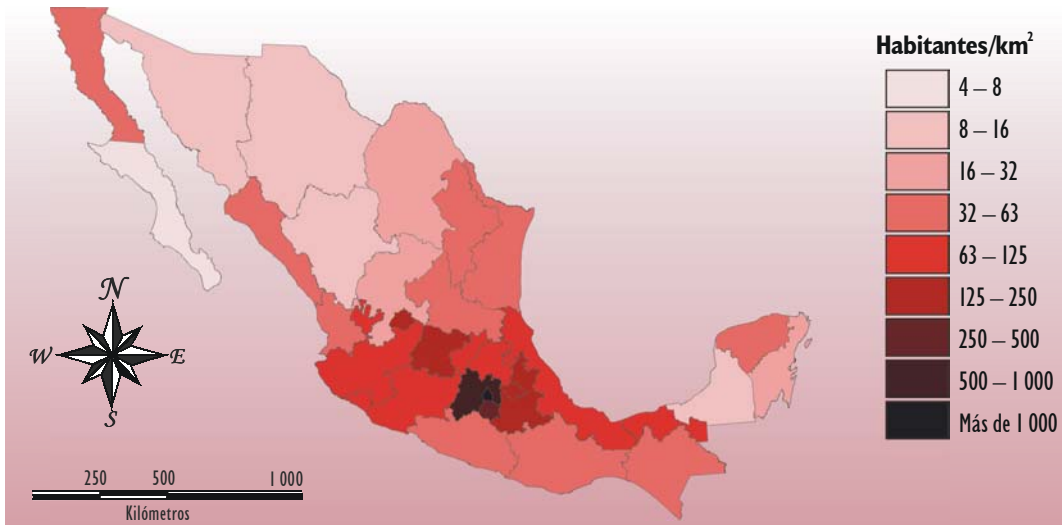 Habitantes/km²
4 – 8
8 – 16
16 – 32
32 – 63
63 – 125
125 – 250
250 – 500
500 – 1 000
Más de 1 000
N
W E
S
250 500 1 000
Kilómetros